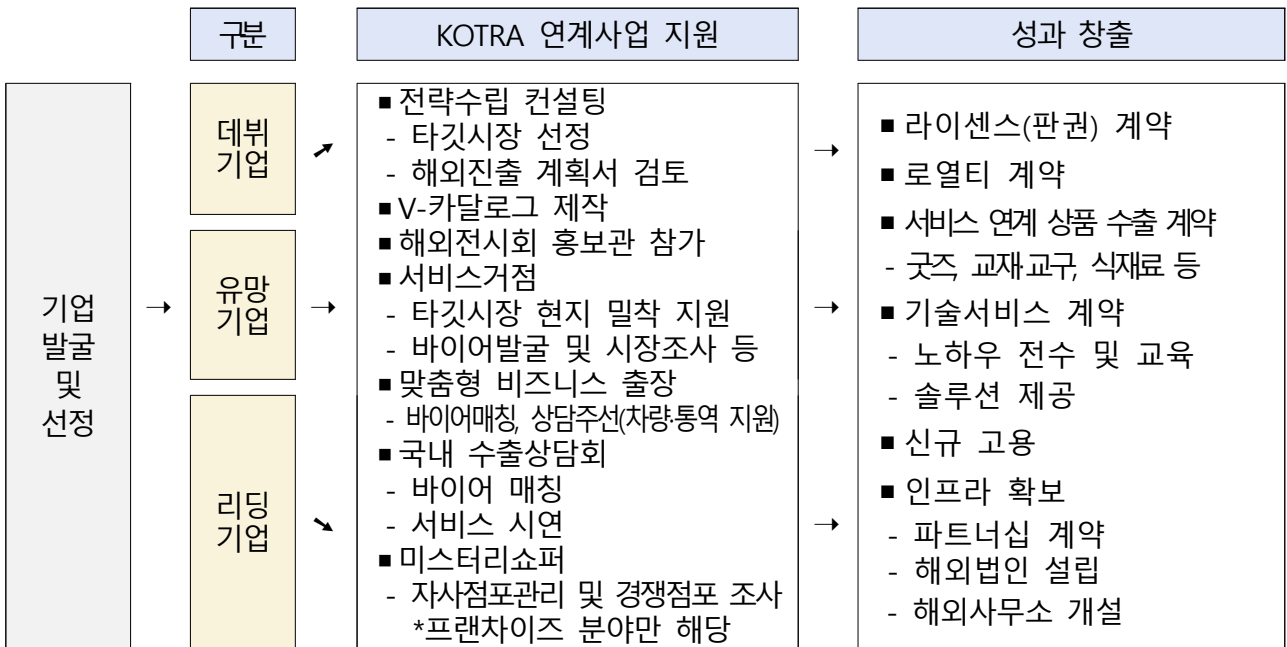 구분
KOTRA 연계사업 지원
성과 창출
기업
발굴
및
선정
→
데뷔
기업
➚
유망
기업
→
리딩
기업
➘
■ 전략수립 컨설팅
- 타깃시장 선정
- 해외진출 계획서 검토
■ V-카달로그 제작
■ 해외전시회 홍보관 참가
■ 서비스거점
- 타깃시장 현지 밀착 지원
- 바이어발굴 및 시장조사 등
■ 맞춤형 비즈니스 출장
- 바이어매칭, 상담주선(차량·통역 지원)
■ 국내 수출상담회
- 바이어 매칭
- 서비스 시연
■ 미스터리쇼퍼
- 자사점포관리 및 경쟁점포 조사
*프랜차이즈 분야만 해당
→
→
→
■ 라이센스(판권) 계약
■ 로열티 계약
■ 서비스 연계 상품 수출 계약
- 굿즈, 교재·교구, 식재료 등
■ 기술서비스 계약
- 노하우 전수 및 교육
- 솔루션 제공
■ 신규 고용
■ 인프라 확보
- 파트너십 계약
- 해외법인 설립
- 해외사무소 개설